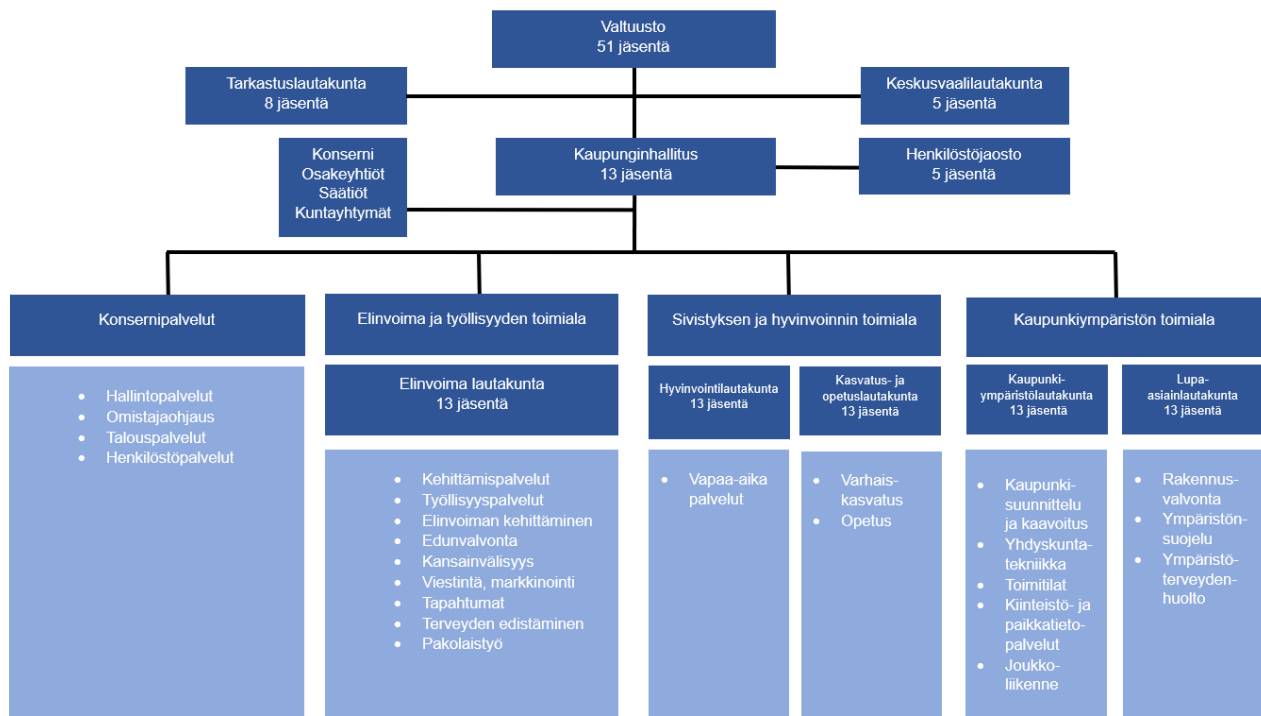 Valtuusto
51 jäsentä
Tarkastuslautakunta
8 jäsentä
Keskusvaalilautakunta
5 jäsentä
Konserni
Osakeyhtiöt
Säätiöt
Kuntayhtymät
Kaupunginhallitus
13 jäsentä
Henkilöstöjaosto
5 jäsentä
Konsernipalvelut
• Hallintopalvelut
• Omistajaohjaus
• Talouspalvelut
• Henkilöstöpalvelut
Elinvoima ja työllisyyden toimiala
Elinvoima lautakunta
13 jäsentä
• Kehittämispalvelut
• Työllisyyspalvelut
• Elinvoiman kehittäminen
• Edunvalvonta
• Kansainvälisyys
• Viestintä, markkinointi
• Tapahtumat
• Terveyden edistäminen
• Pakolaistyö
Sivistyksen ja hyvinvoinnin toimiala
Hyvinvointilautakunta
13 jäsentä
• Vapaa-aika
palvelut
Kasvatus- ja
opetuslautakunta
13 jäsentä
• Varhais-
kasvatus
• Opetus
Kaupunkiympäristön toimiala
Kaupunki-
ympäristölautakunta
13 jäsentä
• Kaupunki-
suunnittelu
ja kaavoitus
• Yhdyskunta-
tekniikka
• Toimitilat
• Kiinteistö- ja
paikkatieto-
palvelut
• Joukko-
liikenne
Lupa-
asiainlautakunta
13 jäsentä
• Rakennus-
valvonta
• Ympäristön-
suojelu
• Ympäristö-
terveyden-
huolto